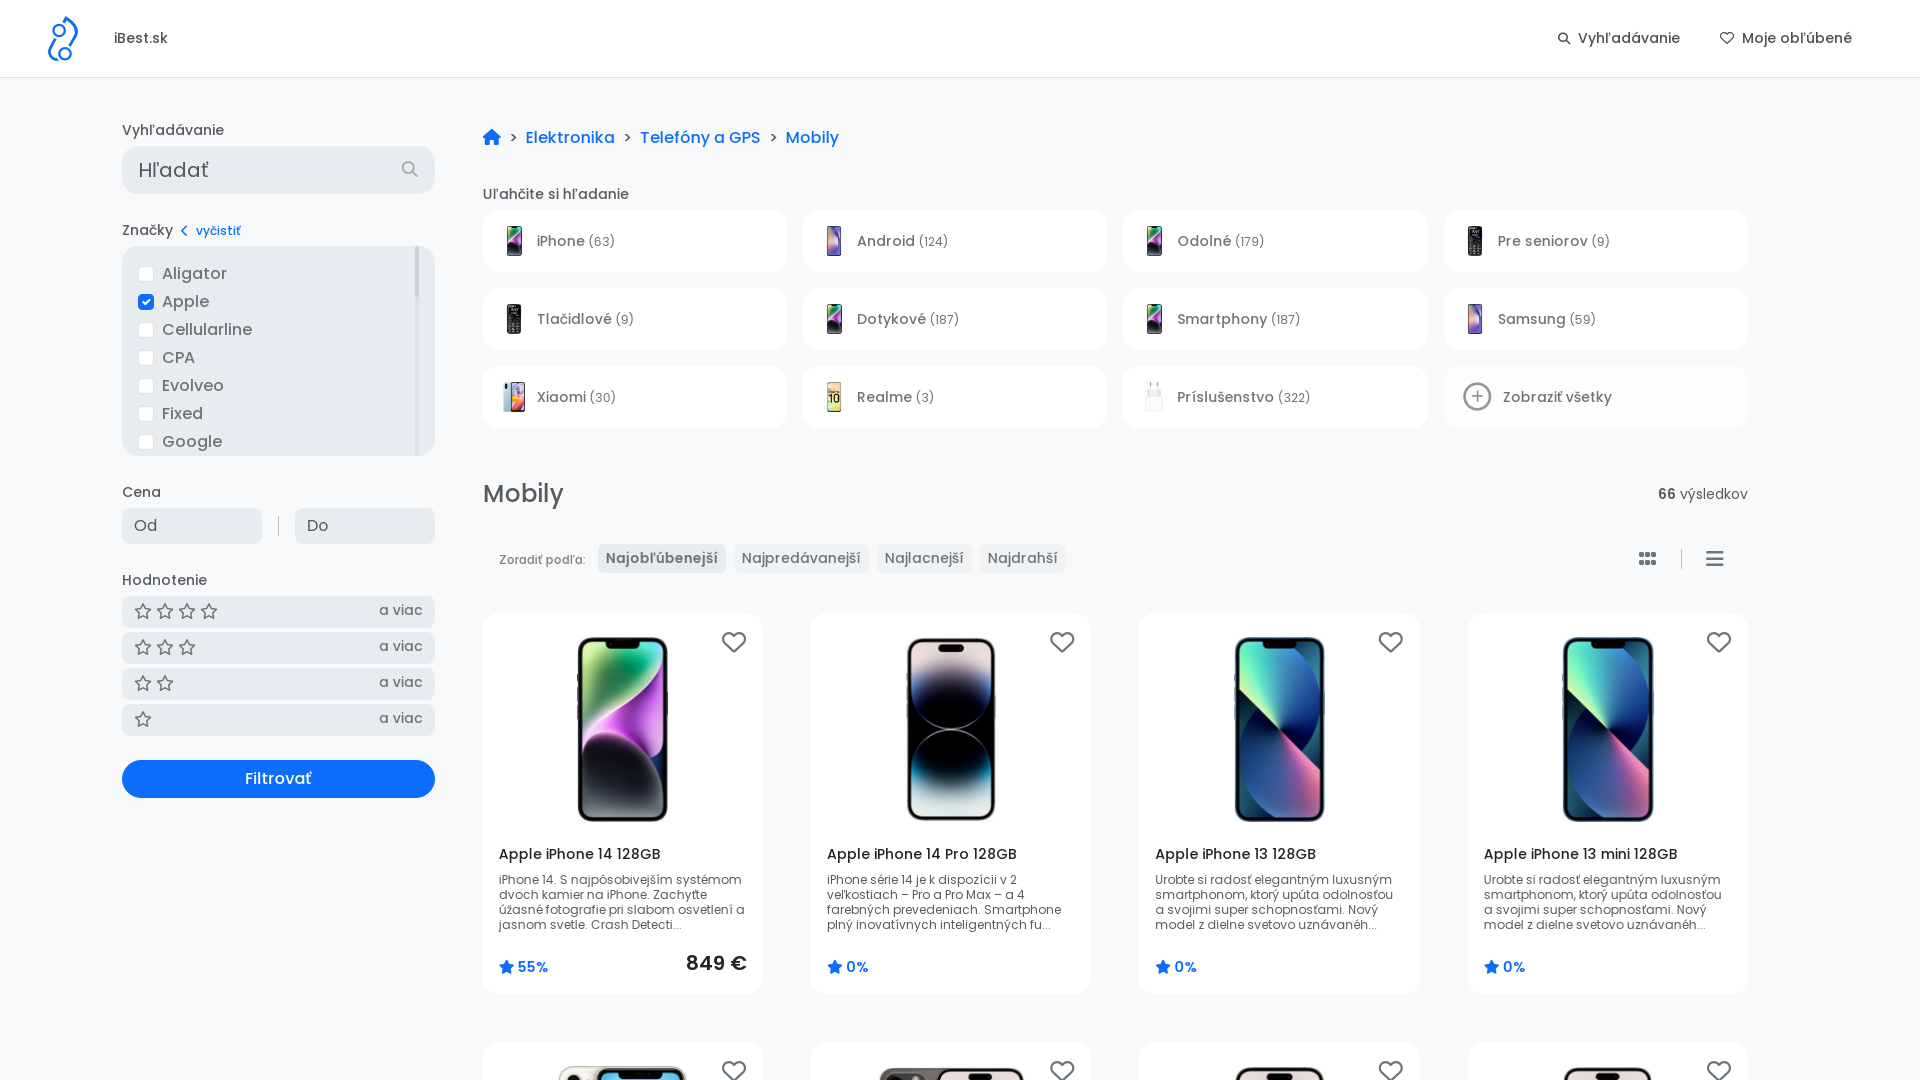 iBest.sk
Vyhľadávanie
Moje obľúbené
Vyhľadávanie
Hľadať
Značky
vyčistiť
Aligator
Apple
Cellularline
CPA
Evolveo
Fixed
Google
Cena
Od
Do
Hodnotenie
a viac
a viac
a viac
a viac
Filtrovať
> Elektronika > Telefóny a GPS > Mobily
Uľahčite si hľadanie
iPhone (63)
Android (124)
Odolné (179)
Pre seniorov (9)
Tlačidlové (9)
Dotykové (187)
Smartphony (187)
Samsung (59)
Xiaomi (30)
Realme (3)
Príslušenstvo (322)
Zobraziť všetky
Mobily
66 výsledkov
Zoradiť podľa:
Najobľúbenejší
Najpredávanejší
Najlacnejší
Najdrahší
Apple iPhone 14 128GB
iPhone 14. S najpôsobivejším systémom
dvoch kamier na iPhone. Zachyťte
úžasné fotografie pri slabom osvetlení a
jasnom svetle. Crash Detecti...
55%
849 €
Apple iPhone 14 Pro 128GB
iPhone série 14 je k dispozícii v 2
veľkostiach – Pro a Pro Max – a 4
farebných prevedeniach. Smartphone
plný inovatívnych inteligentných fu...
0%
Apple iPhone 13 128GB
Urobte si radosť elegantným luxusným
smartphonom, ktorý upúta odolnosťou
a svojimi super schopnosťami. Nový
model z dielne svetovo uznávanéh...
0%
Apple iPhone 13 mini 128GB
Urobte si radosť elegantným luxusným
smartphonom, ktorý upúta odolnosťou
a svojimi super schopnosťami. Nový
model z dielne svetovo uznávanéh...
0%